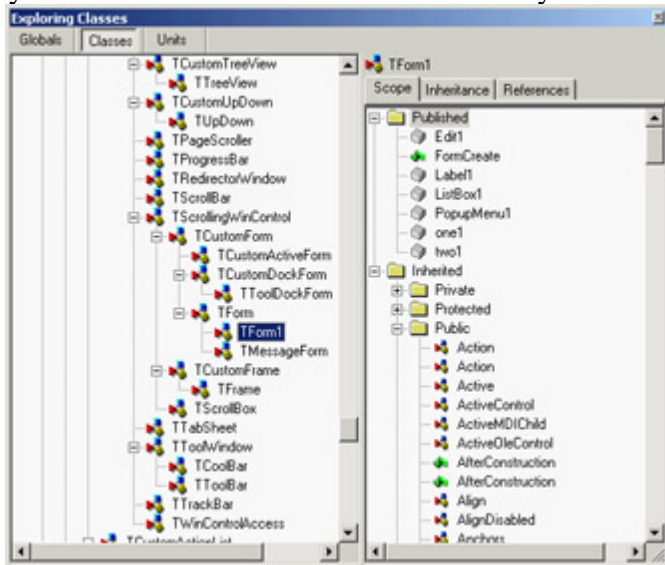 Exploring Classes
Globals
Classes
Units
TCustomTreeView
TTreeView
TCustomUpDown
TUpDown
TPageScroller
TProgressBar
TRedirectorWindow
TScrollBar
TScrollingWinControl
TCustomForm
TCustomActiveForm
TCustomDockForm
TToolDockForm
TForm
TForm1
TMessageForm
TCustomFrame
TFrame
TScrollBox
TTabSheet
TToolWindow
TCoolBar
TToolBar
TTrackBar
TWinControlAccess
TCustomActionList
TForm1
Scope
Inheritance
References
Published
Edit1
FormCreate
Label1
ListBox1
PopupMenu1
one1
two1
Inherited
Private
Protected
Public
Action
Action
Active
ActiveControl
ActiveMDIChild
ActiveOleControl
AfterConstruction
AfterConstruction
Align
AlignDisabled
Anchors